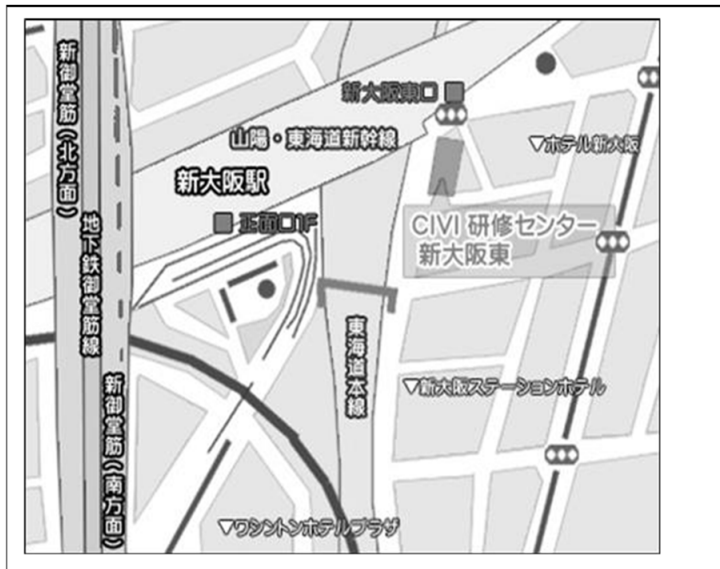 新御堂筋(北方面)
地下鉄御堂筋線
新御堂筋(南方面)
新大阪東口
山陽・東海道新幹線
▼ホテル新大阪
新大阪駅
正面口1F
CIVI 研修センター
新大阪東
東海道本線
▼新大阪ステーションホテル
▼ワシントンホテルプラザ